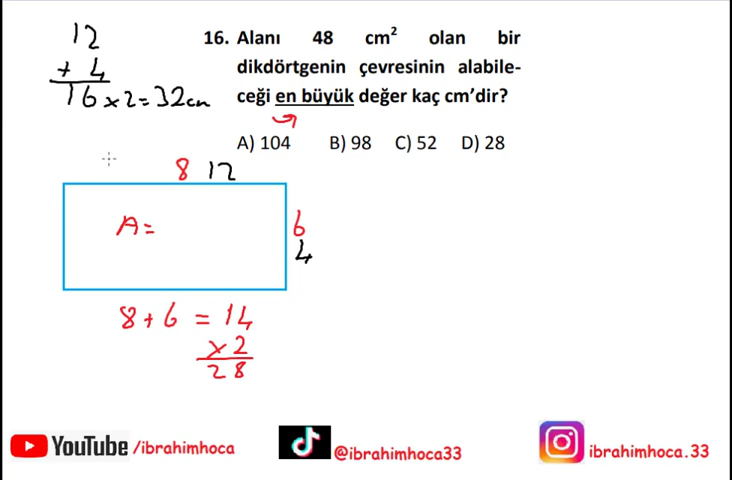 12
+ 4
16 x 2 = 32 cm
16. Alanı 48 cm² olan bir
dikdörtgenin çevresinin alabile-
ceği en büyük değer kaç cm'dir?
A) 104 B) 98 C) 52 D) 28
8 12
A =
6
4
8 + 6 = 14
x 2
28
YouTube /ibrahimhoca
@ibrahimhoca33
ibrahimhoca.33